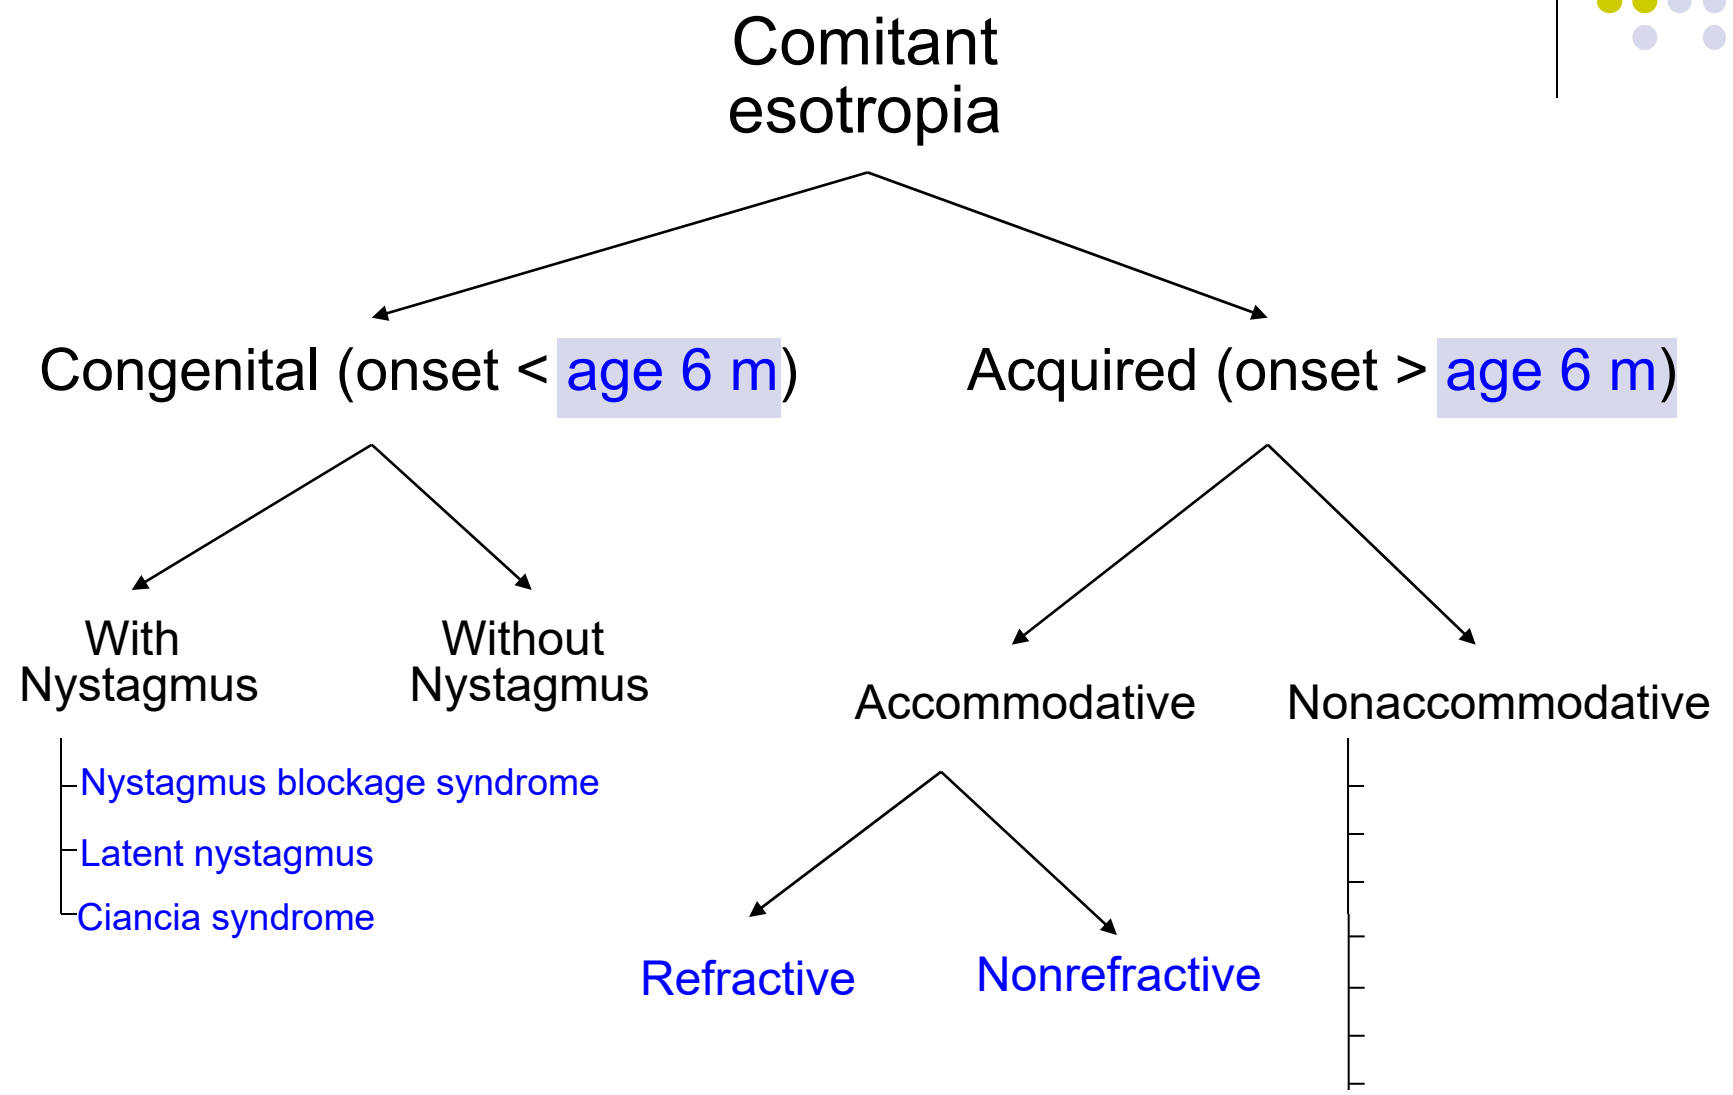 Comitant
esotropia
Congenital (onset < age 6 m)
Acquired (onset > age 6 m)
With
Nystagmus
Without
Nystagmus
Accommodative
Nonaccommodative
Nystagmus blockage syndrome
Latent nystagmus
Ciancia syndrome
Refractive
Nonrefractive